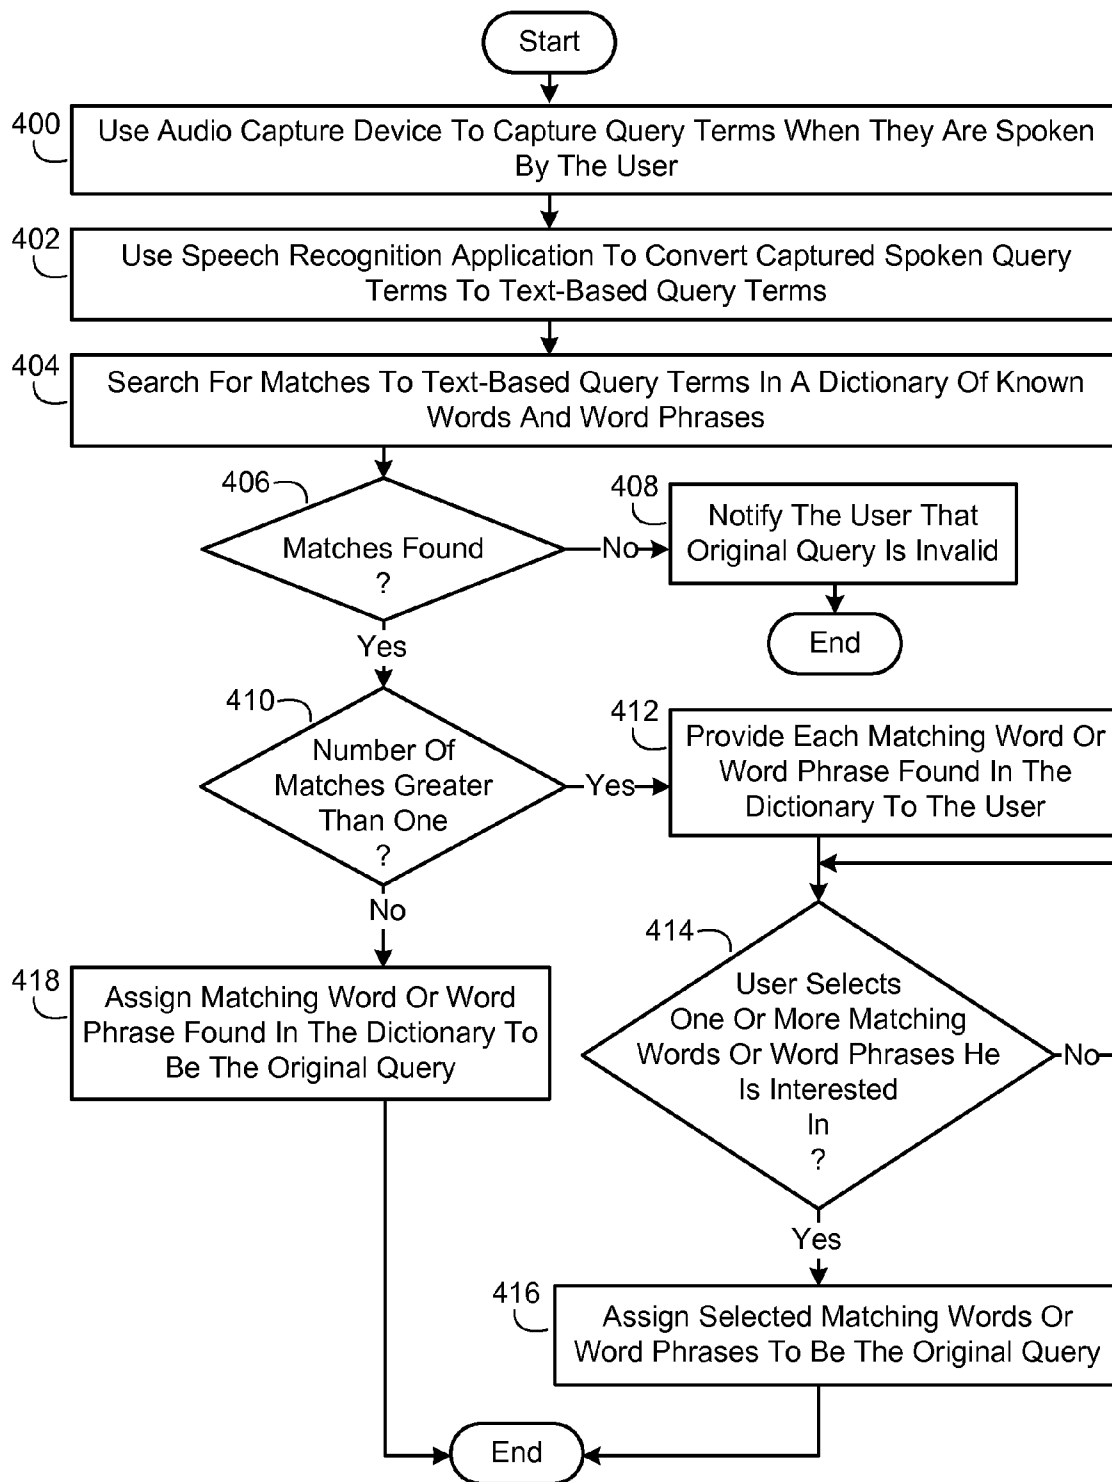 Start
400
Use Audio Capture Device To Capture Query Terms When They Are Spoken
By The User
402
Use Speech Recognition Application To Convert Captured Spoken Query
Terms To Text-Based Query Terms
404
Search For Matches To Text-Based Query Terms In A Dictionary Of Known
Words And Word Phrases
406
Matches Found
?
No
408
Notify The User That
Original Query Is Invalid
End
Yes
410
Number Of
Matches Greater
Than One
?
Yes
412
Provide Each Matching Word Or
Word Phrase Found In The
Dictionary To The User
No
414
User Selects
One Or More Matching
Words Or Word Phrases He
Is Interested
In
?
No
418
Assign Matching Word Or Word
Phrase Found In The Dictionary To
Be The Original Query
Yes
416
Assign Selected Matching Words Or
Word Phrases To Be The Original Query
End